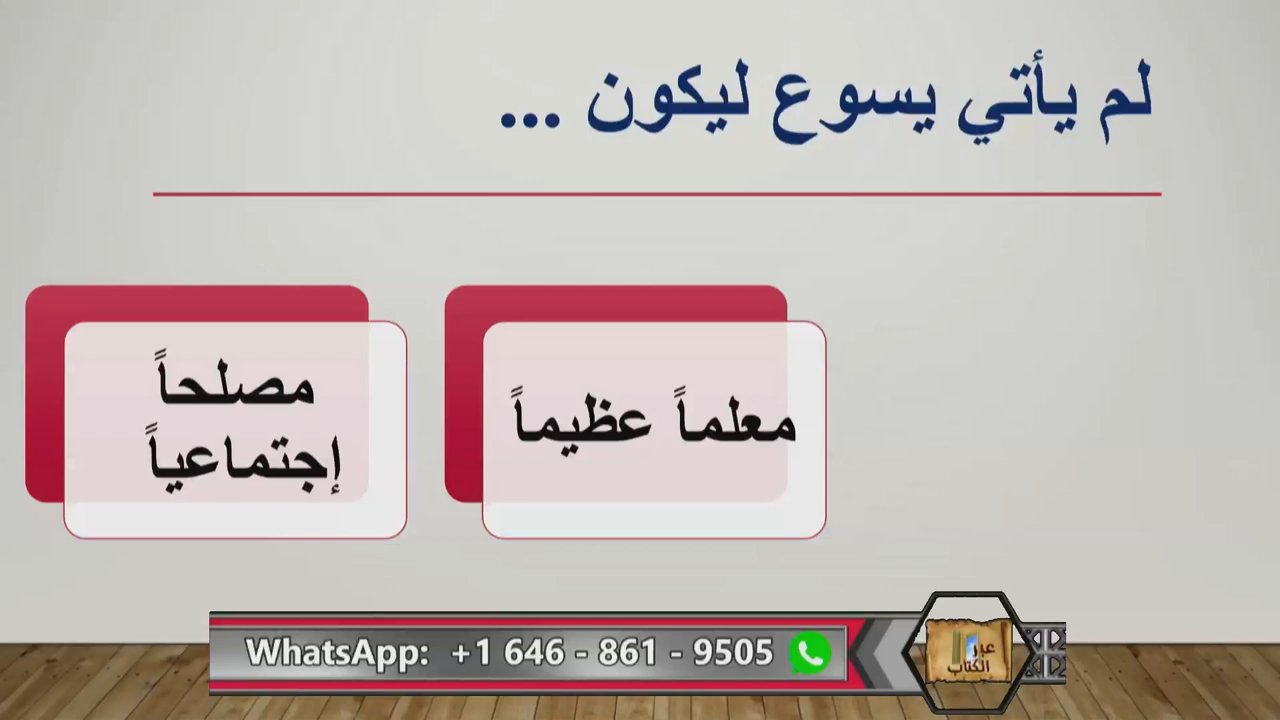 لم يأتي يسوع ليكون ...
معلماً عظيماً
مصلحاً
إجتماعياً
WhatsApp: +1 646 - 861 - 9505
عبر
الكتاب